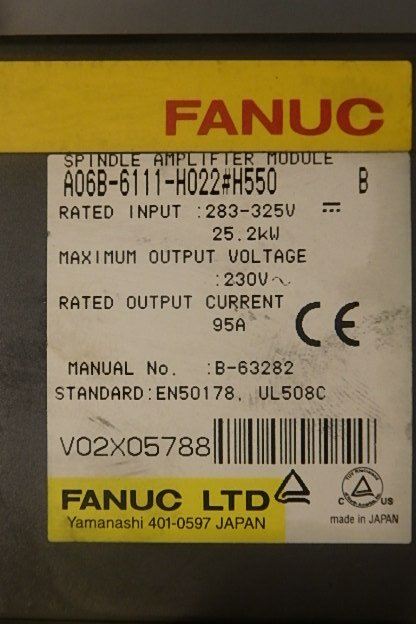 FANUC
SPINDLE AMPLIFIER MODULE
A06B-6111-H022#H550 B
RATED INPUT :283-325V ⎓
25.2kW
MAXIMUM OUTPUT VOLTAGE
:230V～
RATED OUTPUT CURRENT
95A
CE
MANUAL No. :B-63282
STANDARD:EN50178, UL508C
V02X05788
FANUC LTD
Yamanashi 401-0597 JAPAN
C US
made in JAPAN